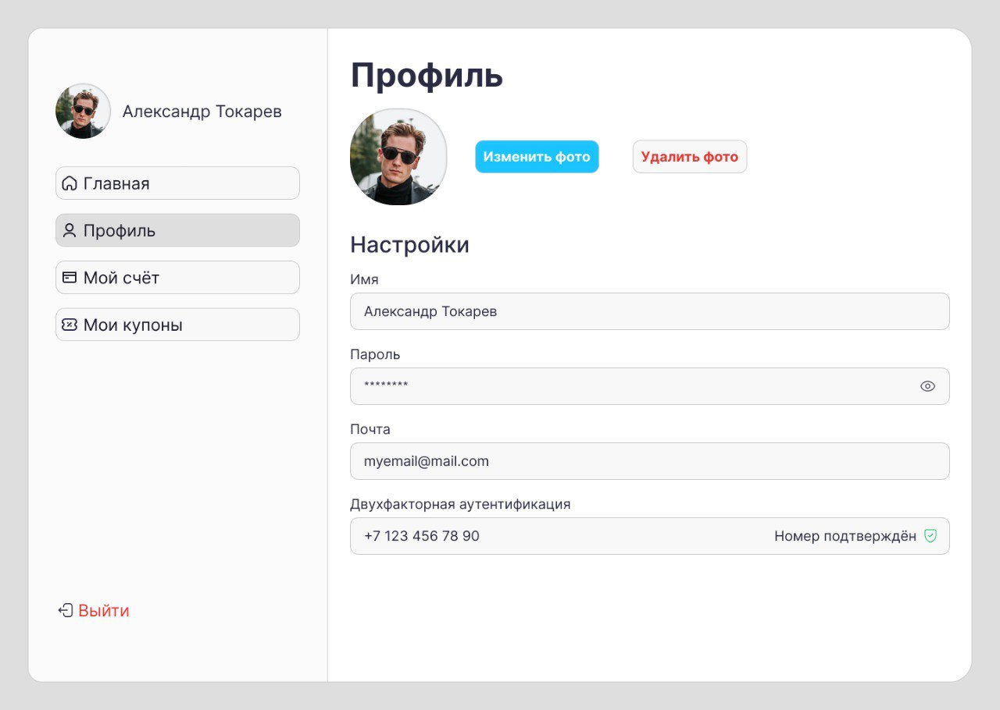 Александр Токарев
Главная
Профиль
Мой счёт
Мои купоны
Выйти
Профиль
Изменить фото
Удалить фото
Настройки
Имя
Александр Токарев
Пароль
********
Почта
myemail@mail.com
Двухфакторная аутентификация
+7 123 456 78 90 Номер подтверждён